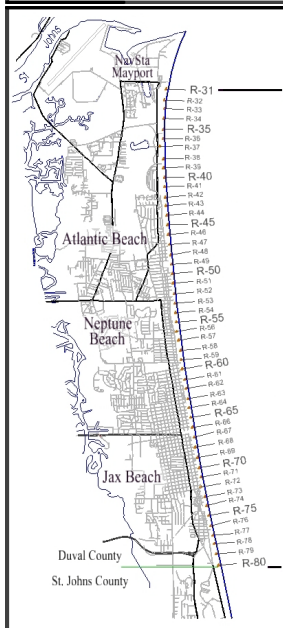 St Johns
NavSta
Mayport
R-31
R-32
R-33
R-34
R-35
R-36
R-37
R-38
R-39
R-40
R-41
R-42
R-43
R-44
R-45
Atlantic Beach
R-46
R-47
R-48
R-49
R-50
R-51
R-52
R-53
R-54
Neptune
Beach
R-55
R-56
R-57
R-58
R-59
R-60
R-61
R-62
R-63
R-64
R-65
R-66
R-67
R-68
R-69
R-70
Jax Beach
R-71
R-72
R-73
R-74
R-75
R-76
R-77
R-78
Duval County
R-79
R-80
St. Johns County